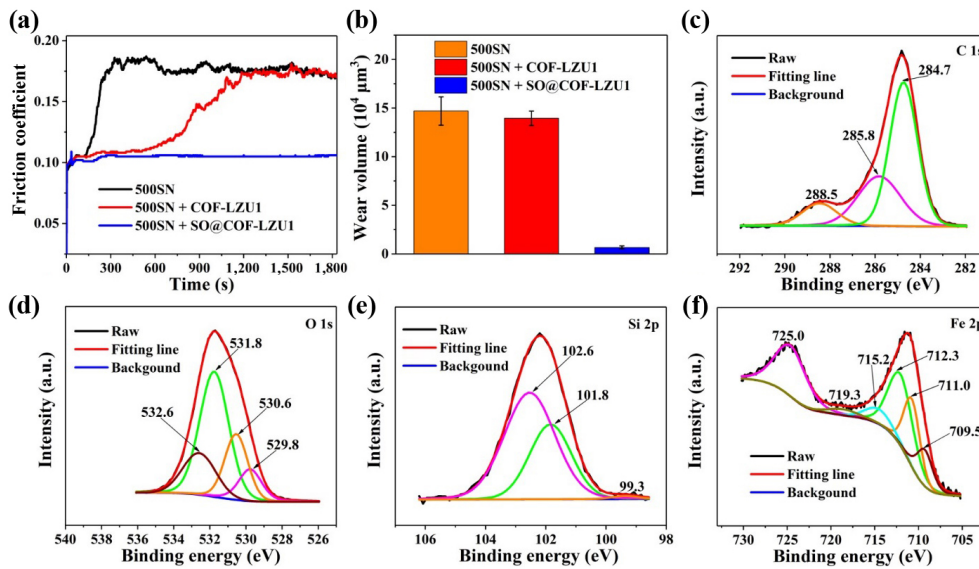 (a)
0.20
0.15
0.10
0.05
Friction coefficient
500SN
500SN + COF-LZU1
500SN + SO@COF-LZU1
0 300 600 900 1,200 1,500 1,800
Time (s)
(b)
20
15
10
5
0
Wear volume (10⁴ μm³)
500SN
500SN + COF-LZU1
500SN + SO@COF-LZU1
(c)
C 1s
Raw
Fitting line
Background
284.7
285.8
288.5
Intensity (a.u.)
292 290 288 286 284 282
Binding energy (eV)
(d)
O 1s
Raw
Fitting line
Backgound
531.8
532.6
530.6
529.8
Intensity (a.u.)
540 538 536 534 532 530 528 526
Binding energy (eV)
(e)
Si 2p
Raw
Fitting line
Backgound
102.6
101.8
99.3
Intensity (a.u.)
106 104 102 100 98
Binding energy (eV)
(f)
Fe 2p
725.0
715.2
712.3
719.3
711.0
709.5
Raw
Fitting line
Backgound
Intensity (a.u.)
730 725 720 715 710 705
Binding energy (eV)